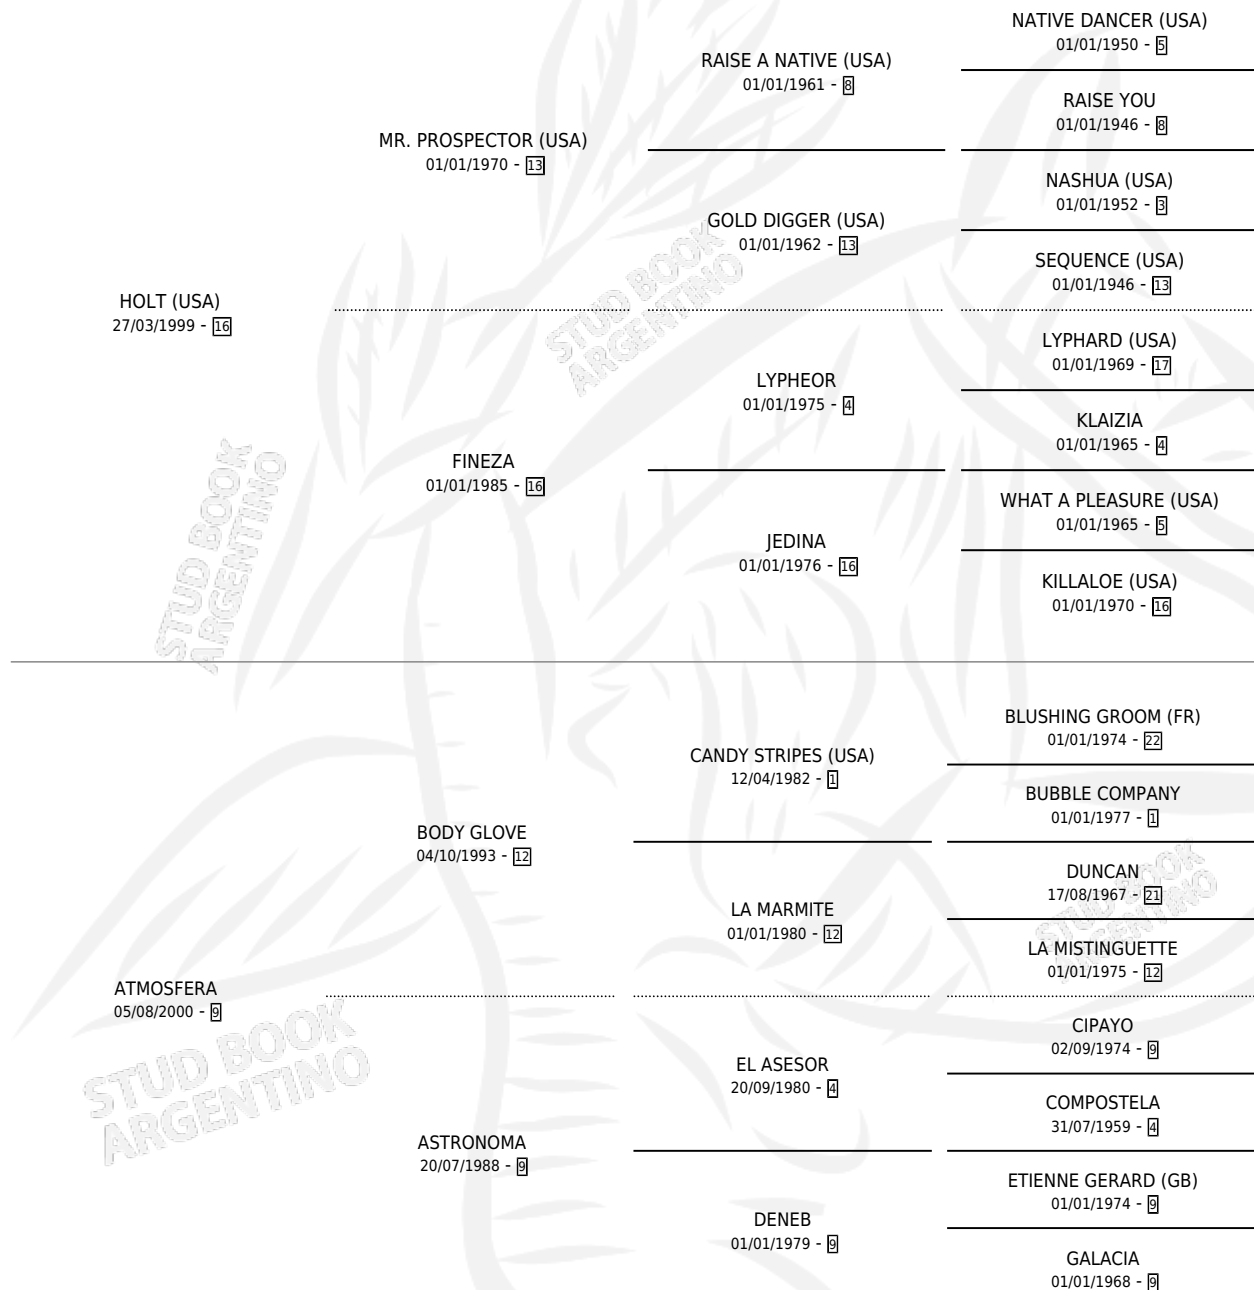 NATIVE DANCER (USA)
01/01/1950 - 5
RAISE A NATIVE (USA)
01/01/1961 - 8
RAISE YOU
01/01/1946 - 8
MR. PROSPECTOR (USA)
01/01/1970 - 13
NASHUA (USA)
01/01/1952 - 3
GOLD DIGGER (USA)
01/01/1962 - 13
SEQUENCE (USA)
01/01/1946 - 13
HOLT (USA)
27/03/1999 - 16
LYPHARD (USA)
01/01/1969 - 17
LYPHEOR
01/01/1975 - 4
KLAIZIA
01/01/1965 - 4
FINEZA
01/01/1985 - 16
WHAT A PLEASURE (USA)
01/01/1965 - 5
JEDINA
01/01/1976 - 16
KILLALOE (USA)
01/01/1970 - 16
STUD BOOK
ARGENTINO
STUD BOOK
ARGENTINO
BLUSHING GROOM (FR)
01/01/1974 - 22
CANDY STRIPES (USA)
12/04/1982 - 1
BUBBLE COMPANY
01/01/1977 - 1
BODY GLOVE
04/10/1993 - 12
DUNCAN
17/08/1967 - 21
LA MARMITE
01/01/1980 - 12
LA MISTINGUETTE
01/01/1975 - 12
ATMOSFERA
05/08/2000 - 9
CIPAYO
02/09/1974 - 9
EL ASESOR
20/09/1980 - 4
COMPOSTELA
31/07/1959 - 4
ASTRONOMA
20/07/1988 - 9
ETIENNE GERARD (GB)
01/01/1974 - 9
DENEB
01/01/1979 - 9
GALACIA
01/01/1968 - 9
STUD BOOK
ARGENTINO
STUD BOOK
ARGENTINO